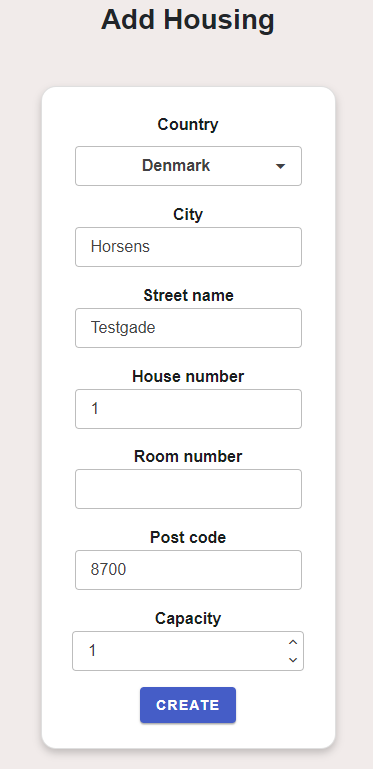 Add Housing
Country
Denmark
City
Horsens
Street name
Testgade
House number
1
Room number
Post code
8700
Capacity
1
CREATE